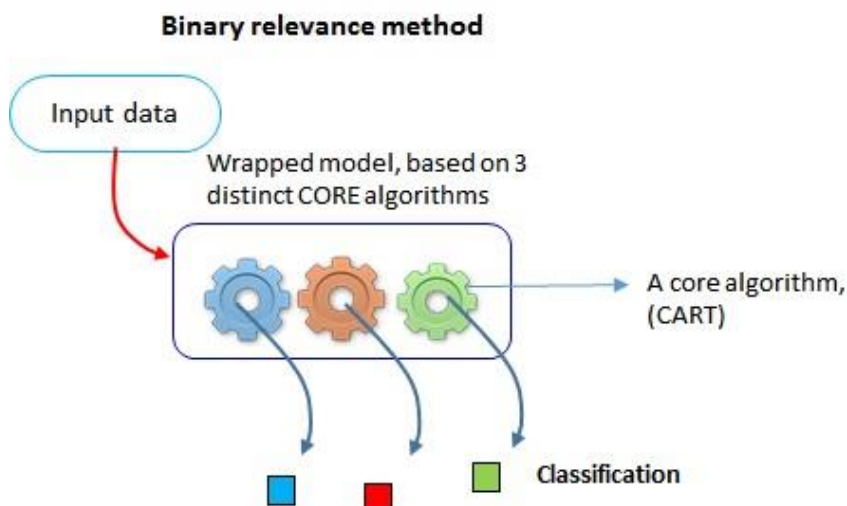 Binary relevance method
Input data
Wrapped model, based on 3
distinct CORE algorithms
A core algorithm,
(CART)
Classification